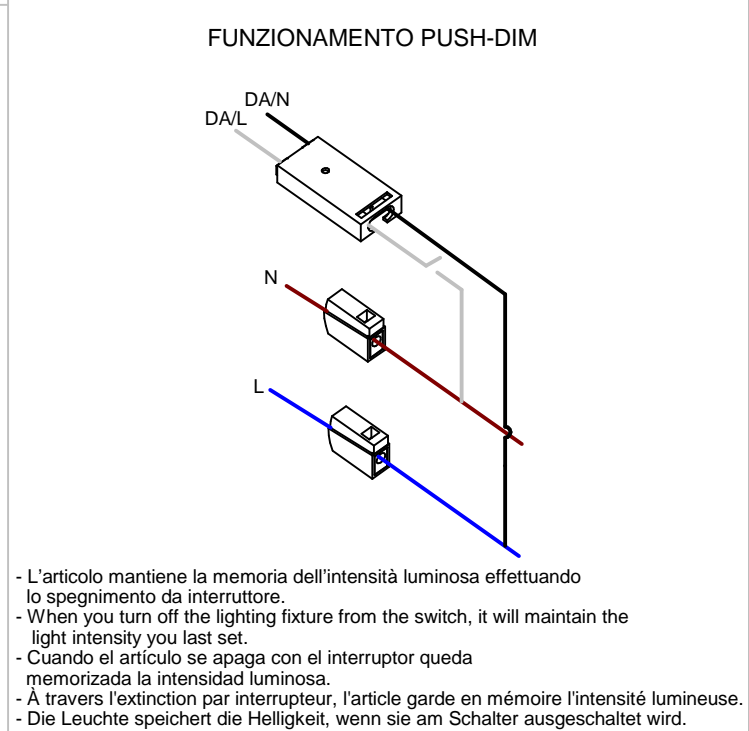 FUNZIONAMENTO PUSH-DIM
DA/N
DA/L
N
L
- L'articolo mantiene la memoria dell'intensità luminosa effettuando
lo spegnimento da interruttore.
- When you turn off the lighting fixture from the switch, it will maintain the
light intensity you last set.
- Cuando el artículo se apaga con el interruptor queda
memorizada la intensidad luminosa.
- À travers l'extinction par interrupteur, l'article garde en mémoire l'intensité lumineuse.
- Die Leuchte speichert die Helligkeit, wenn sie am Schalter ausgeschaltet wird.